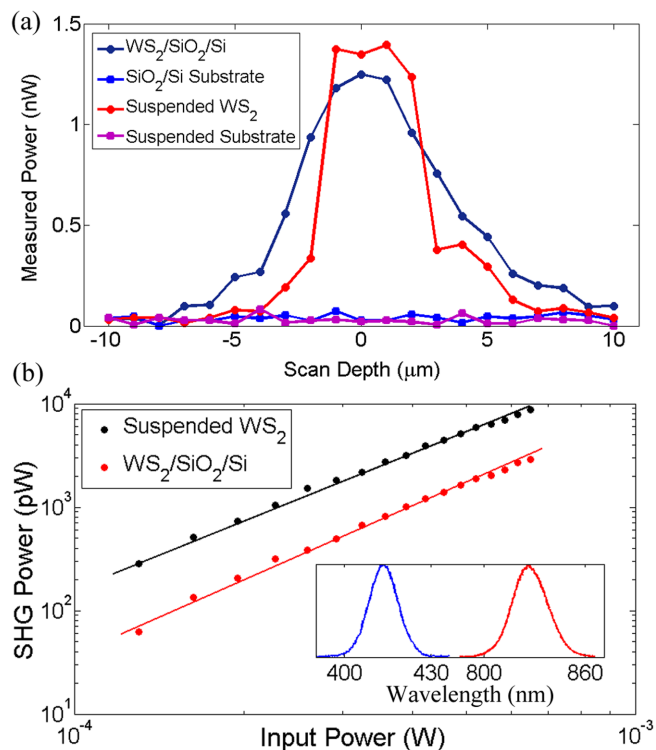 (a)
1.5
1
0.5
0
Measured Power (nW)
WS2/SiO2/Si
SiO2/Si Substrate
Suspended WS2
Suspended Substrate
-10 -5 0 5 10
Scan Depth (μm)
(b)
10^4
10^3
10^2
10^1
SHG Power (pW)
Suspended WS2
WS2/SiO2/Si
400 430 800 860
Wavelength (nm)
10^-4 10^-3
Input Power (W)